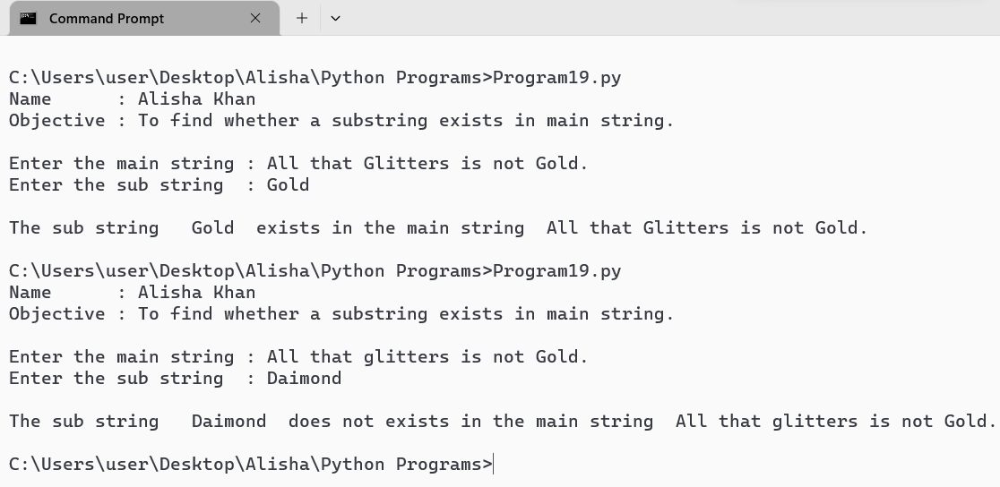 Command Prompt
C:\Users\user\Desktop\Alisha\Python Programs>Program19.py
Name      : Alisha Khan
Objective : To find whether a substring exists in main string.
Enter the main string : All that Glitters is not Gold.
Enter the sub string  : Gold
The sub string   Gold  exists in the main string  All that Glitters is not Gold.
C:\Users\user\Desktop\Alisha\Python Programs>Program19.py
Name      : Alisha Khan
Objective : To find whether a substring exists in main string.
Enter the main string : All that glitters is not Gold.
Enter the sub string  : Daimond
The sub string   Daimond  does not exists in the main string  All that glitters is not Gold.
C:\Users\user\Desktop\Alisha\Python Programs>